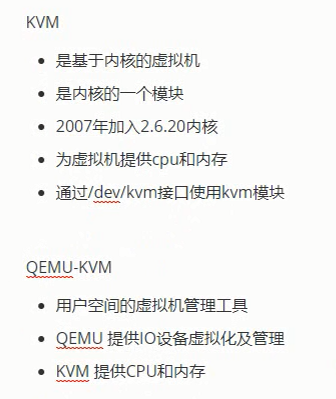 KVM
是基于内核的虚拟机
是内核的一个模块
2007年加入2.6.20内核
为虚拟机提供cpu和内存
通过/dev/kvm接口使用kvm模块
QEMU-KVM
用户空间的虚拟机管理工具
QEMU 提供IO设备虚拟化及管理
KVM 提供CPU和内存